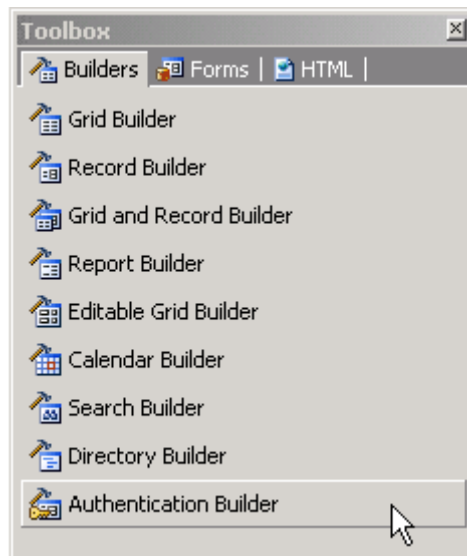 Toolbox
Builders Forms | HTML |
Grid Builder
Record Builder
Grid and Record Builder
Report Builder
Editable Grid Builder
Calendar Builder
Search Builder
Directory Builder
Authentication Builder